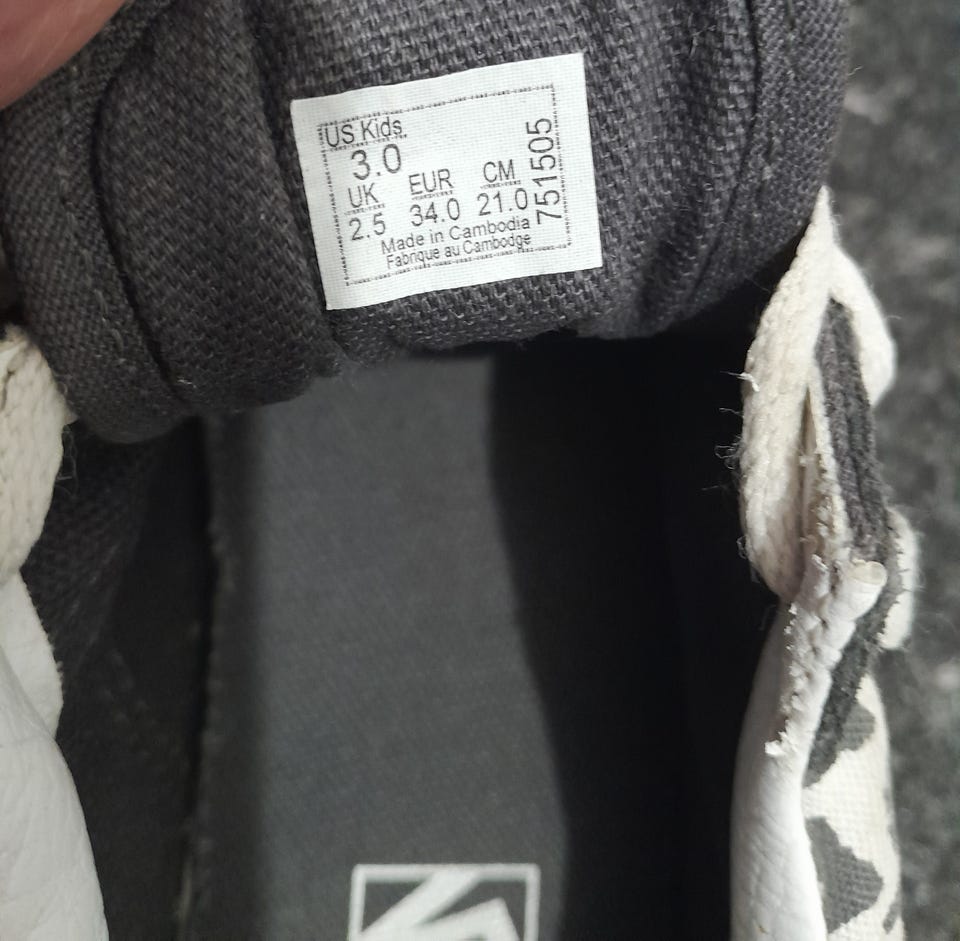 US Kids.
3.0
UK EUR CM
2.5 34.0 21.0
Made in Cambodia
Fabrique au Cambodge
751505